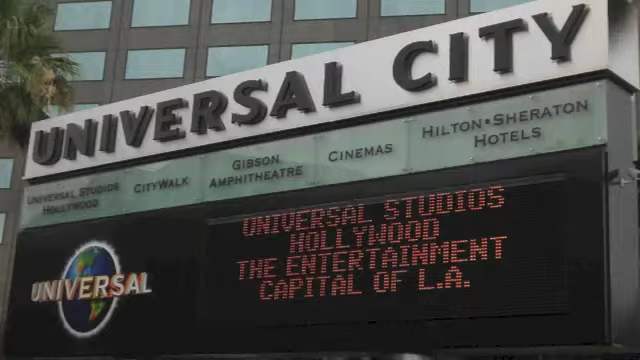 UNIVERSAL CITY
UNIVERSAL STUDIOS
HOLLYWOOD
CITYWALK
GIBSON
AMPHITHEATRE
CINEMAS
HILTON•SHERATON
HOTELS
UNIVERSAL
UNIVERSAL STUDIOS
HOLLYWOOD
THE ENTERTAINMENT
CAPITAL OF L.A.